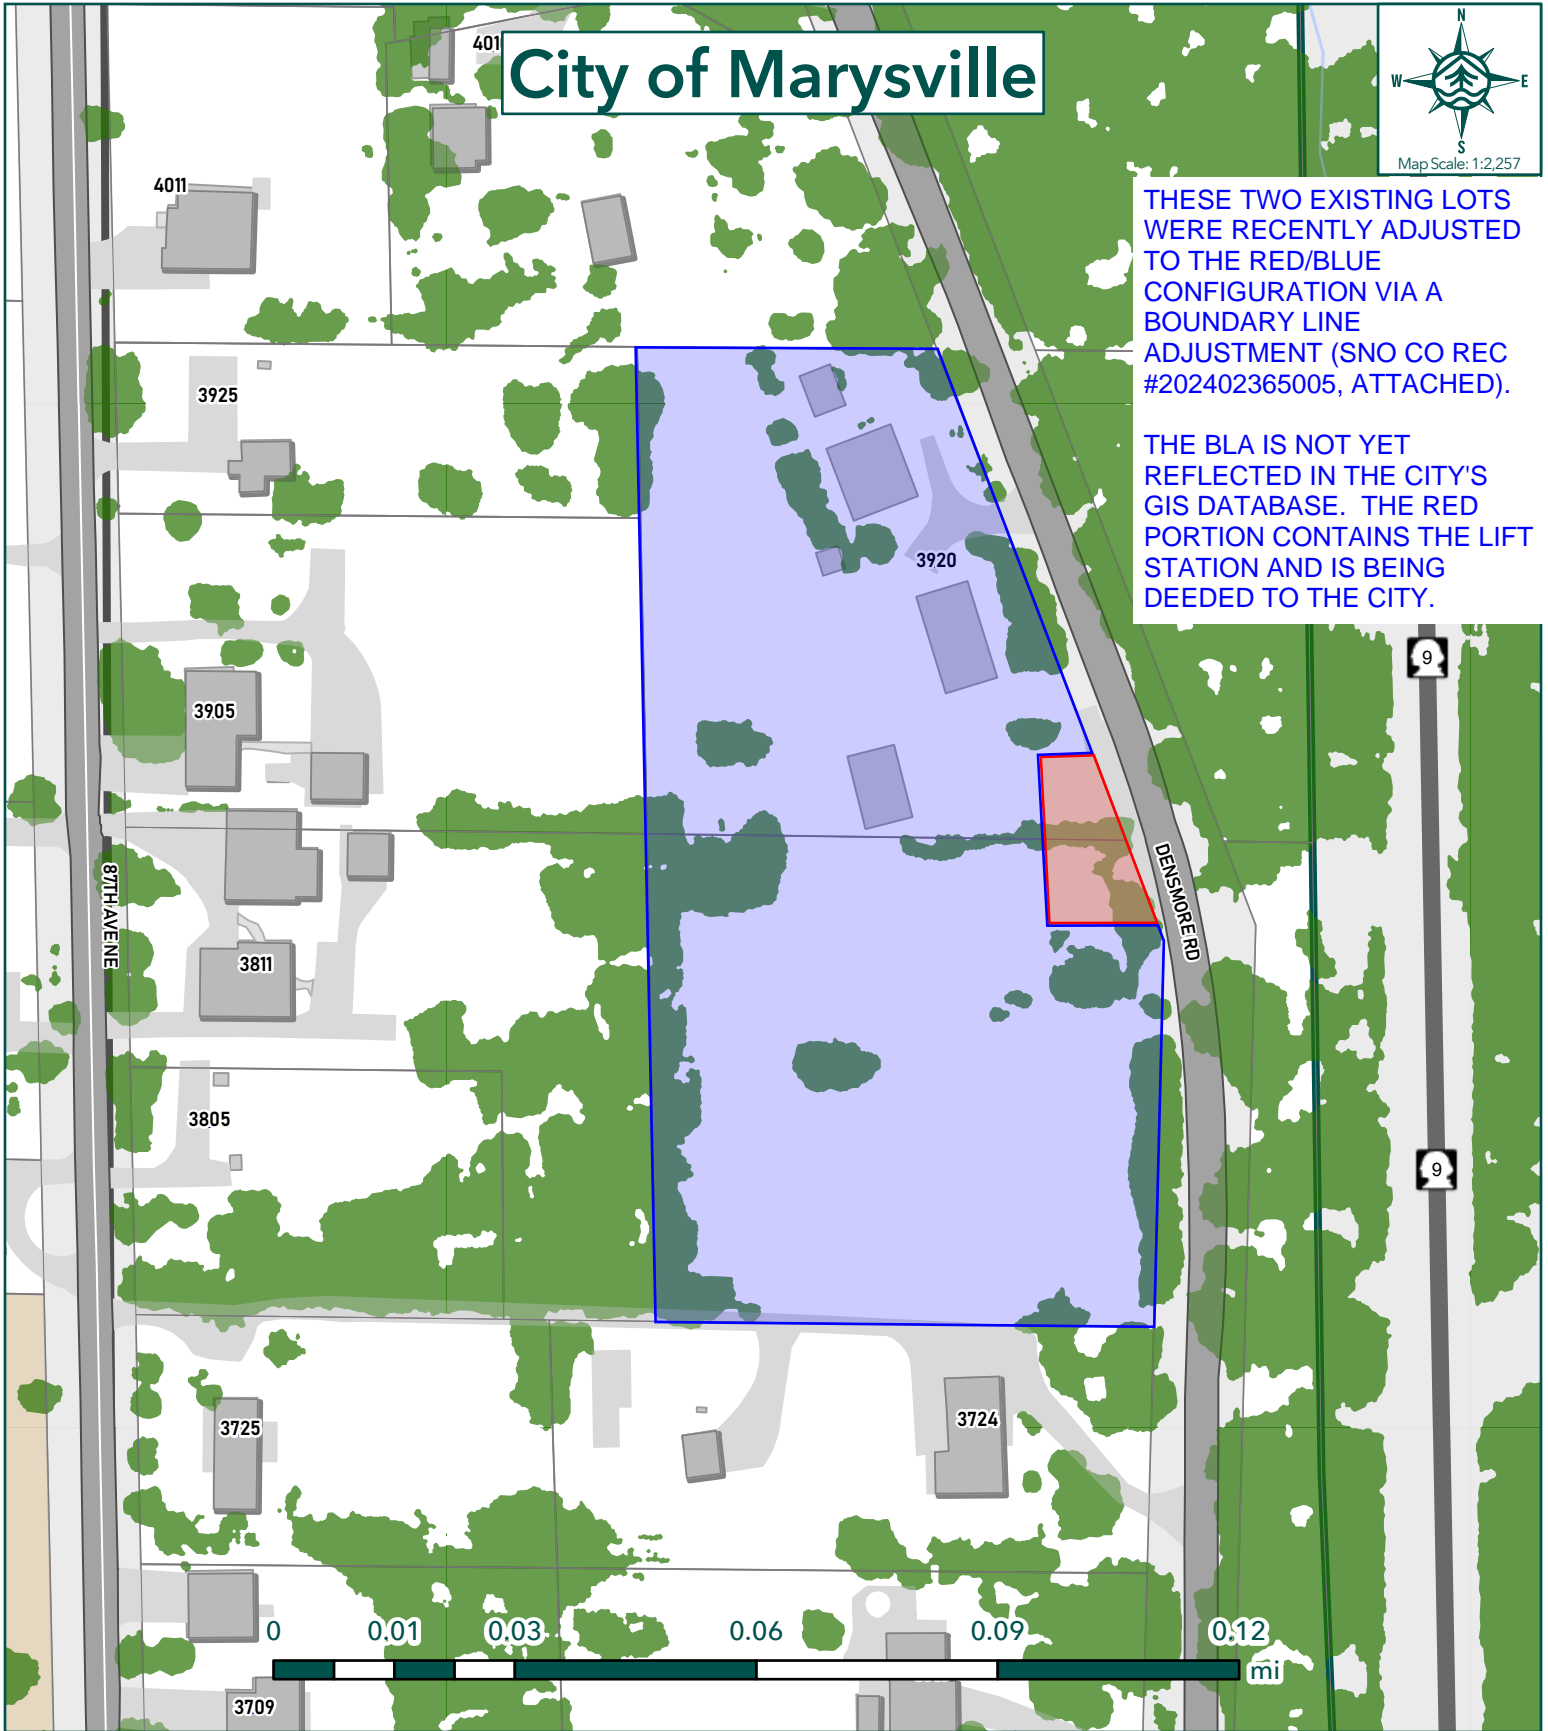 City of Marysville
N
W
E
S
Map Scale: 1:2,257
THESE TWO EXISTING LOTS
WERE RECENTLY ADJUSTED
TO THE RED/BLUE
CONFIGURATION VIA A
BOUNDARY LINE
ADJUSTMENT (SNO CO REC
#202402365005, ATTACHED).
THE BLA IS NOT YET
REFLECTED IN THE CITY'S
GIS DATABASE. THE RED
PORTION CONTAINS THE LIFT
STATION AND IS BEING
DEEDED TO THE CITY.
4011
3925
3920
9
3905
DENSMORE RD
87TH AVE NE
3811
3805
9
3725
3724
0 0.01 0.03 0.06 0.09 0.12
mi
3709